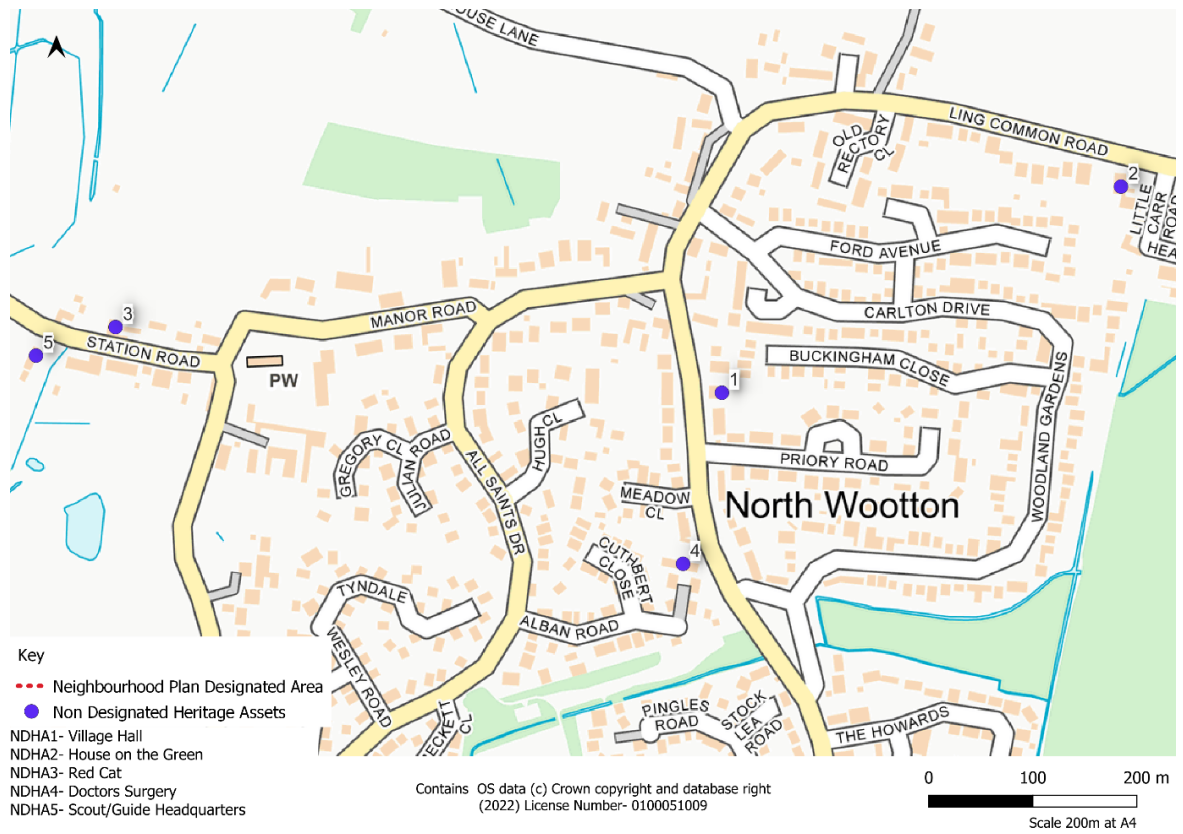 OUSE LANE
LING COMMON ROAD
OLD
RECTORY
CL
2
LITTLE
CARR
ROAD
HEA
FORD AVENUE
3
MANOR ROAD
CARLTON DRIVE
5
STATION ROAD
BUCKINGHAM CLOSE
PW
1
WOODLAND GARDENS
HUGH CL
GREGORY CL
JULIAN ROAD
PRIORY ROAD
ALL SAINTS DR
MEADOW
CL
North Wootton
4
CUTHBERT
CLOSE
TYNDALE
ALBAN ROAD
WESLEY ROAD
ECKETT
CL
PINGLES
ROAD
STOCK
LEA
ROAD
THE HOWARDS
Key
Neighbourhood Plan Designated Area
Non Designated Heritage Assets
NDHA1- Village Hall
NDHA2- House on the Green
NDHA3- Red Cat
NDHA4- Doctors Surgery
NDHA5- Scout/Guide Headquarters
Contains OS data (c) Crown copyright and database right
(2022) License Number- 0100051009
0 100 200 m
Scale 200m at A4